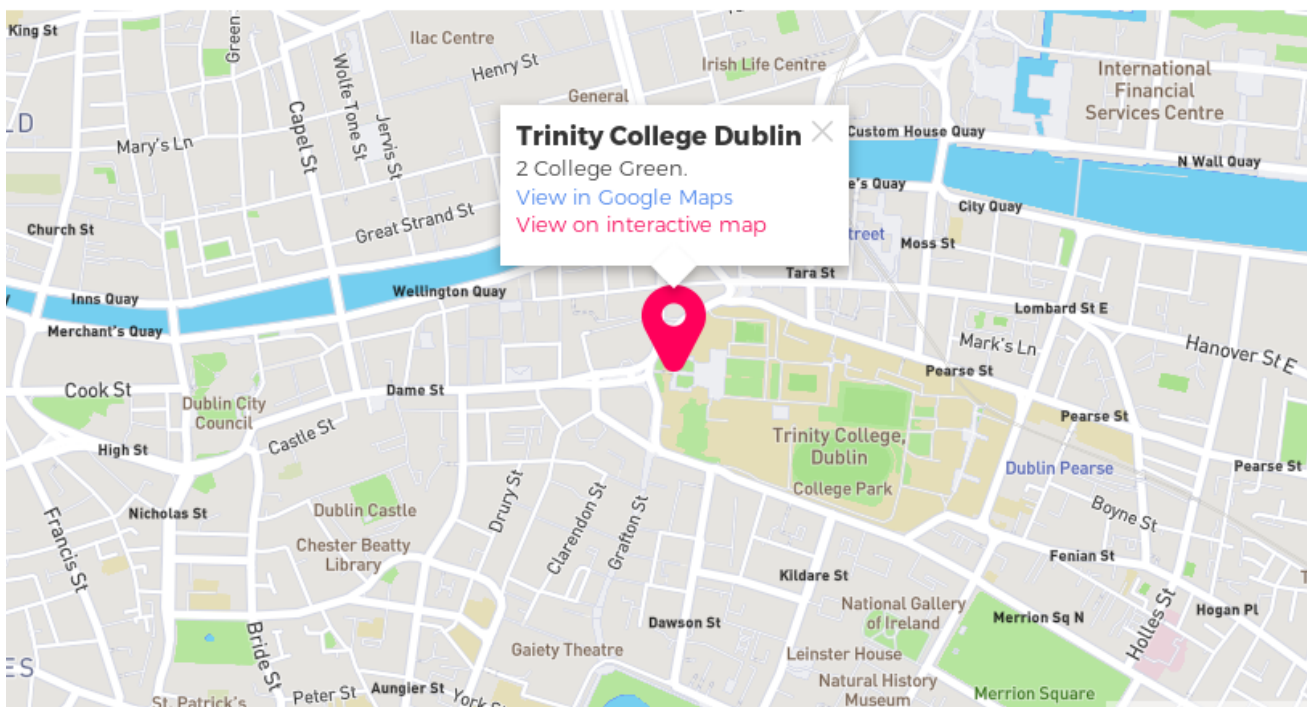 King St
Green
Ilac Centre
Henry St
Irish Life Centre
International
Financial
Services Centre
Wolfe Tone St
Capel St
Jervis St
General
LD
Mary's Ln
Trinity College Dublin
2 College Green.
View in Google Maps
View on interactive map
Custom House Quay
N Wall Quay
e's Quay
City Quay
Church St
Great Strand St
treet
Moss St
Tara St
Inns Quay
Wellington Quay
Merchant's Quay
Lombard St E
Mark's Ln
Hanover St E
Pearse St
Cook St
Dame St
Dublin City
Council
Castle St
High St
Pearse St
Trinity College,
Dublin
College Park
Dublin Pearse
Pearse St
Francis St
Nicholas St
Dublin Castle
Drury St
Clarendon St
Grafton St
Boyne St
Chester Beatty
Library
Fenian St
Kildare St
Holles St
Hogan Pl
National Gallery
of Ireland
Merrion Sq N
Dawson St
Bride St
Gaiety Theatre
Leinster House
ES
Natural History
Museum
Merrion Square
Peter St
Aungier St
York St
St. Patrick's